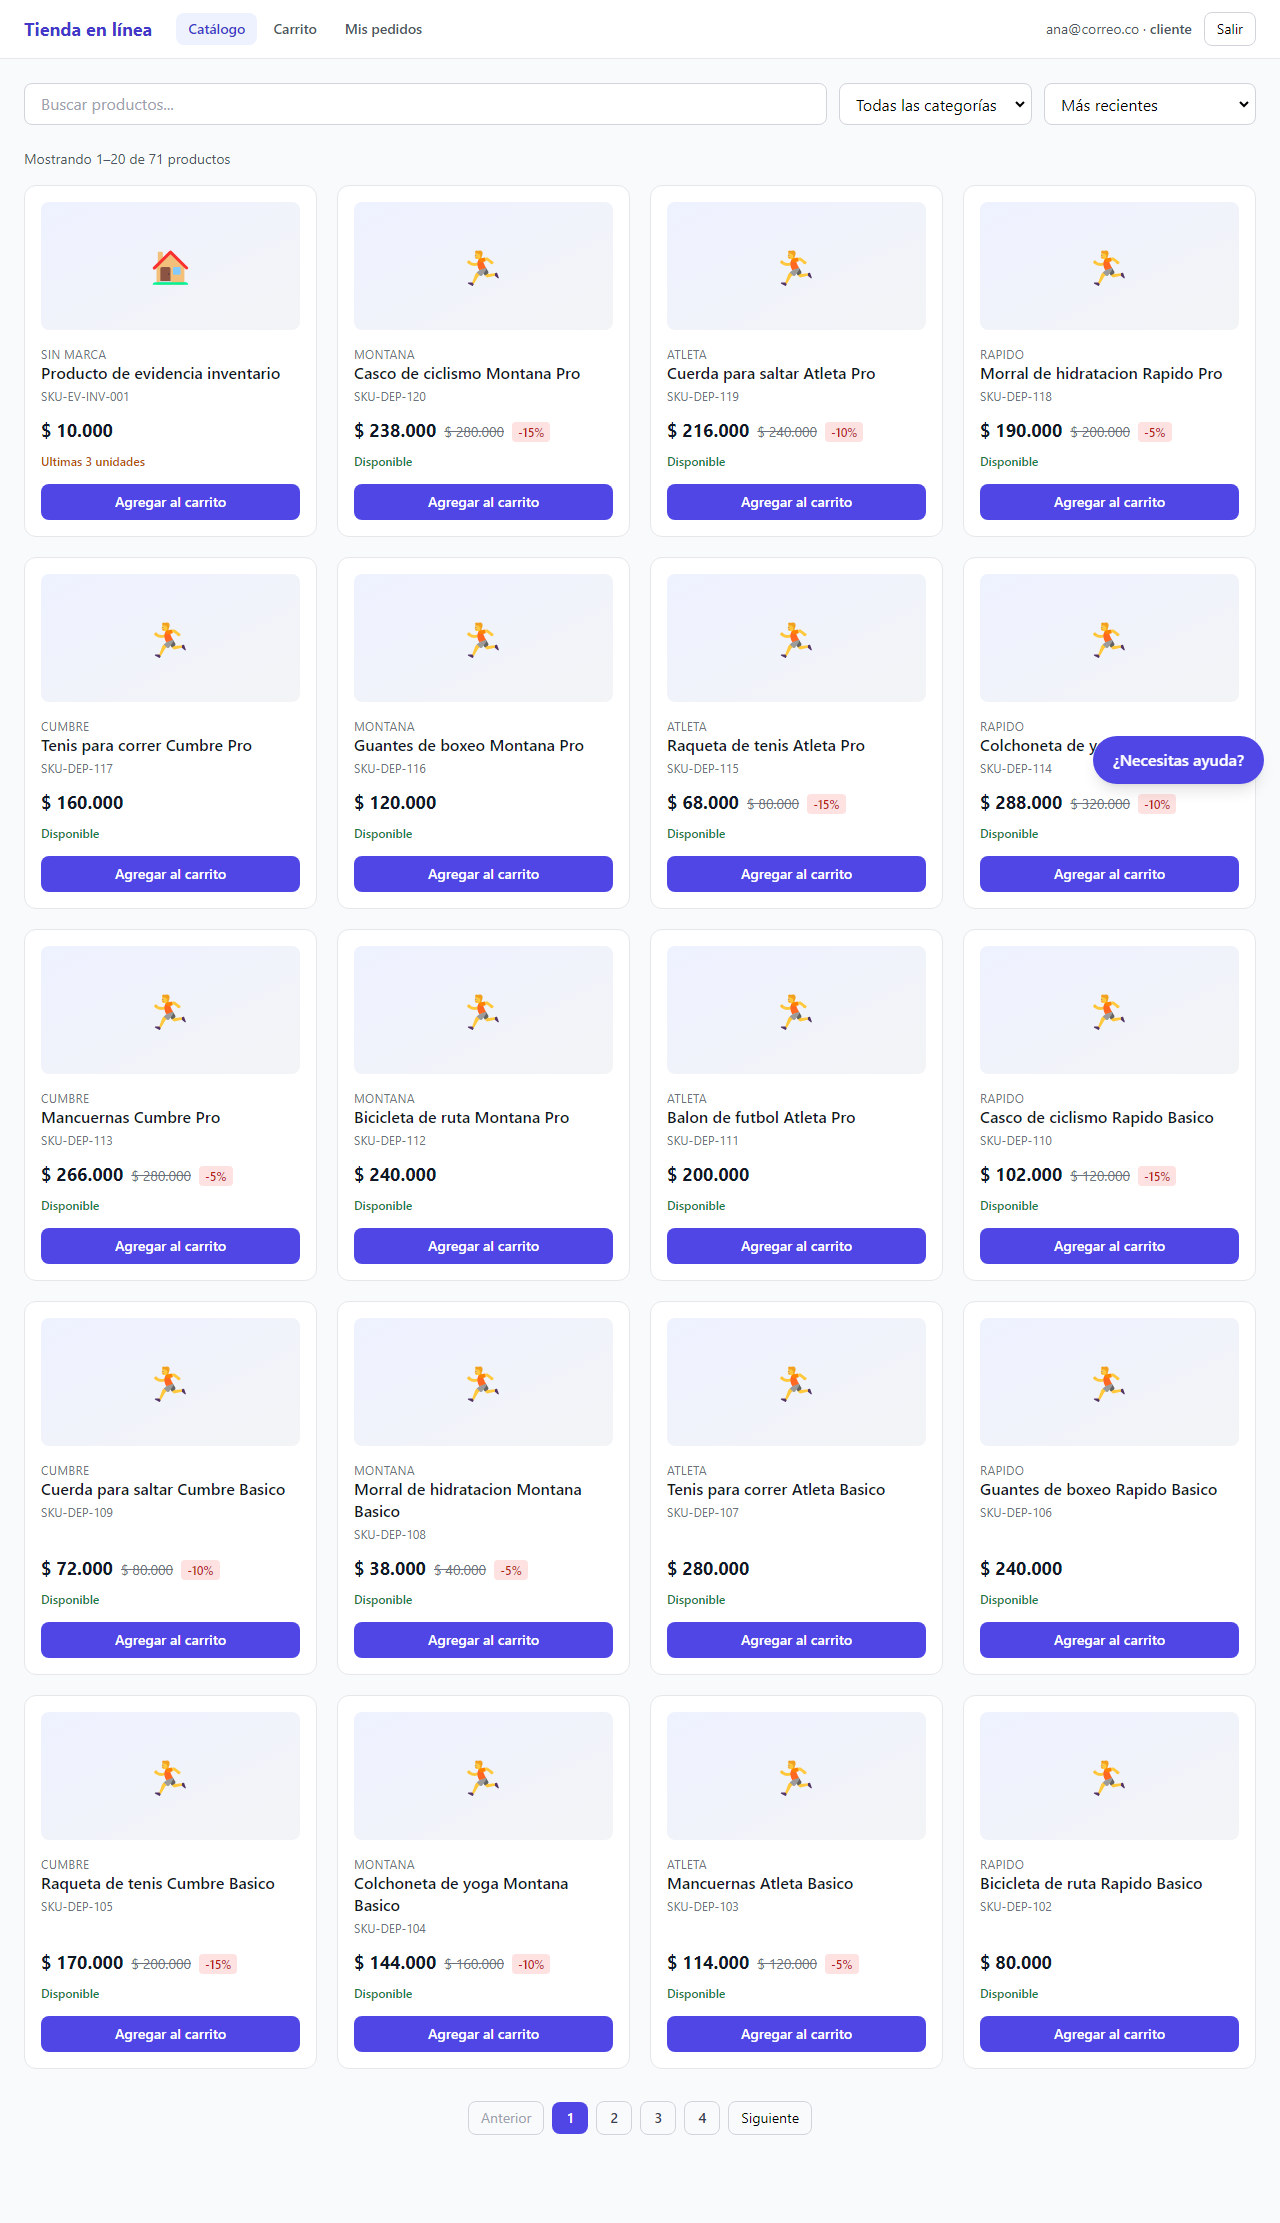 Tienda en línea
Catálogo
Carrito
Mis pedidos
ana@correo.co · cliente
Salir
Buscar productos...
Todas las categorías
Más recientes
Mostrando 1–20 de 71 productos
SIN MARCA
Producto de evidencia inventario
SKU-EV-INV-001
$ 10.000
Ultimas 3 unidades
Agregar al carrito
MONTANA
Casco de ciclismo Montana Pro
SKU-DEP-120
$ 238.000 $ 280.000 -15%
Disponible
Agregar al carrito
ATLETA
Cuerda para saltar Atleta Pro
SKU-DEP-119
$ 216.000 $ 240.000 -10%
Disponible
Agregar al carrito
RAPIDO
Morral de hidratacion Rapido Pro
SKU-DEP-118
$ 190.000 $ 200.000 -5%
Disponible
Agregar al carrito
CUMBRE
Tenis para correr Cumbre Pro
SKU-DEP-117
$ 160.000
Disponible
Agregar al carrito
MONTANA
Guantes de boxeo Montana Pro
SKU-DEP-116
$ 120.000
Disponible
Agregar al carrito
ATLETA
Raqueta de tenis Atleta Pro
SKU-DEP-115
$ 68.000 $ 80.000 -15%
Disponible
Agregar al carrito
RAPIDO
Colchoneta de y
¿Necesitas ayuda?
SKU-DEP-114
$ 288.000 $ 320.000 -10%
Disponible
Agregar al carrito
CUMBRE
Mancuernas Cumbre Pro
SKU-DEP-113
$ 266.000 $ 280.000 -5%
Disponible
Agregar al carrito
MONTANA
Bicicleta de ruta Montana Pro
SKU-DEP-112
$ 240.000
Disponible
Agregar al carrito
ATLETA
Balon de futbol Atleta Pro
SKU-DEP-111
$ 200.000
Disponible
Agregar al carrito
RAPIDO
Casco de ciclismo Rapido Basico
SKU-DEP-110
$ 102.000 $ 120.000 -15%
Disponible
Agregar al carrito
CUMBRE
Cuerda para saltar Cumbre Basico
SKU-DEP-109
$ 72.000 $ 80.000 -10%
Disponible
Agregar al carrito
MONTANA
Morral de hidratacion Montana
Basico
SKU-DEP-108
$ 38.000 $ 40.000 -5%
Disponible
Agregar al carrito
ATLETA
Tenis para correr Atleta Basico
SKU-DEP-107
$ 280.000
Disponible
Agregar al carrito
RAPIDO
Guantes de boxeo Rapido Basico
SKU-DEP-106
$ 240.000
Disponible
Agregar al carrito
CUMBRE
Raqueta de tenis Cumbre Basico
SKU-DEP-105
$ 170.000 $ 200.000 -15%
Disponible
Agregar al carrito
MONTANA
Colchoneta de yoga Montana
Basico
SKU-DEP-104
$ 144.000 $ 160.000 -10%
Disponible
Agregar al carrito
ATLETA
Mancuernas Atleta Basico
SKU-DEP-103
$ 114.000 $ 120.000 -5%
Disponible
Agregar al carrito
RAPIDO
Bicicleta de ruta Rapido Basico
SKU-DEP-102
$ 80.000
Disponible
Agregar al carrito
Anterior 1 2 3 4 Siguiente